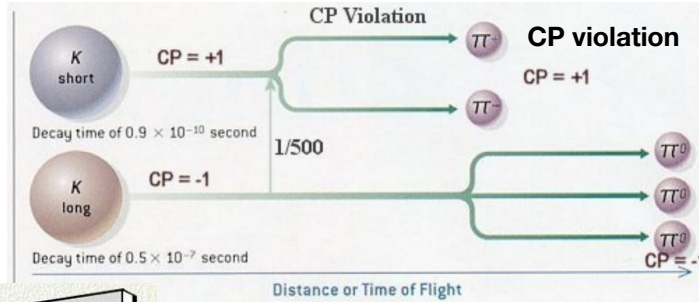 CP Violation
CP violation
K
short
CP = +1
π+
CP = +1
π−
Decay time of 0.9 × 10⁻¹⁰ second
1/500
K
long
CP = -1
π⁰
π⁰
π⁰
CP = -
Decay time of 0.5 × 10⁻⁷ second
Distance or Time of Flight